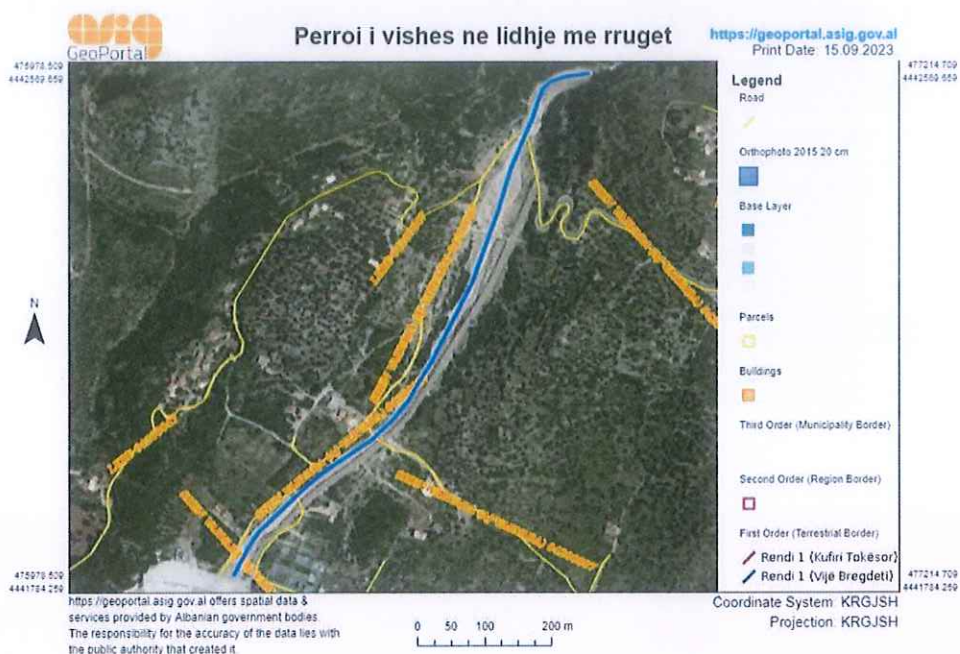 asig
GeoPortal
Perroi i vishes ne lidhje me rruget
https://geoportal.asig.gov.al
Print Date: 15.09.2023
475978.509
4442569.659
477214.709
4442569.659
Legend
Road
Orthophoto 2015 20 cm
Base Layer
Parcels
Buildings
Third Order (Municipality Border)
Second Order (Region Border)
First Order (Terrestrial Border)
Rendi 1 (Kufiri Tokësor)
Rendi 1 (Vijë Bregdeti)
N
475978.509
4441784.259
477214.709
4441784.259
https://geoportal.asig.gov.al offers spatial data &
services provided by Albanian government bodies.
The responsibility for the accuracy of the data lies with
the public authority that created it.
0 50 100 200 m
Coordinate System: KRGJSH
Projection: KRGJSH